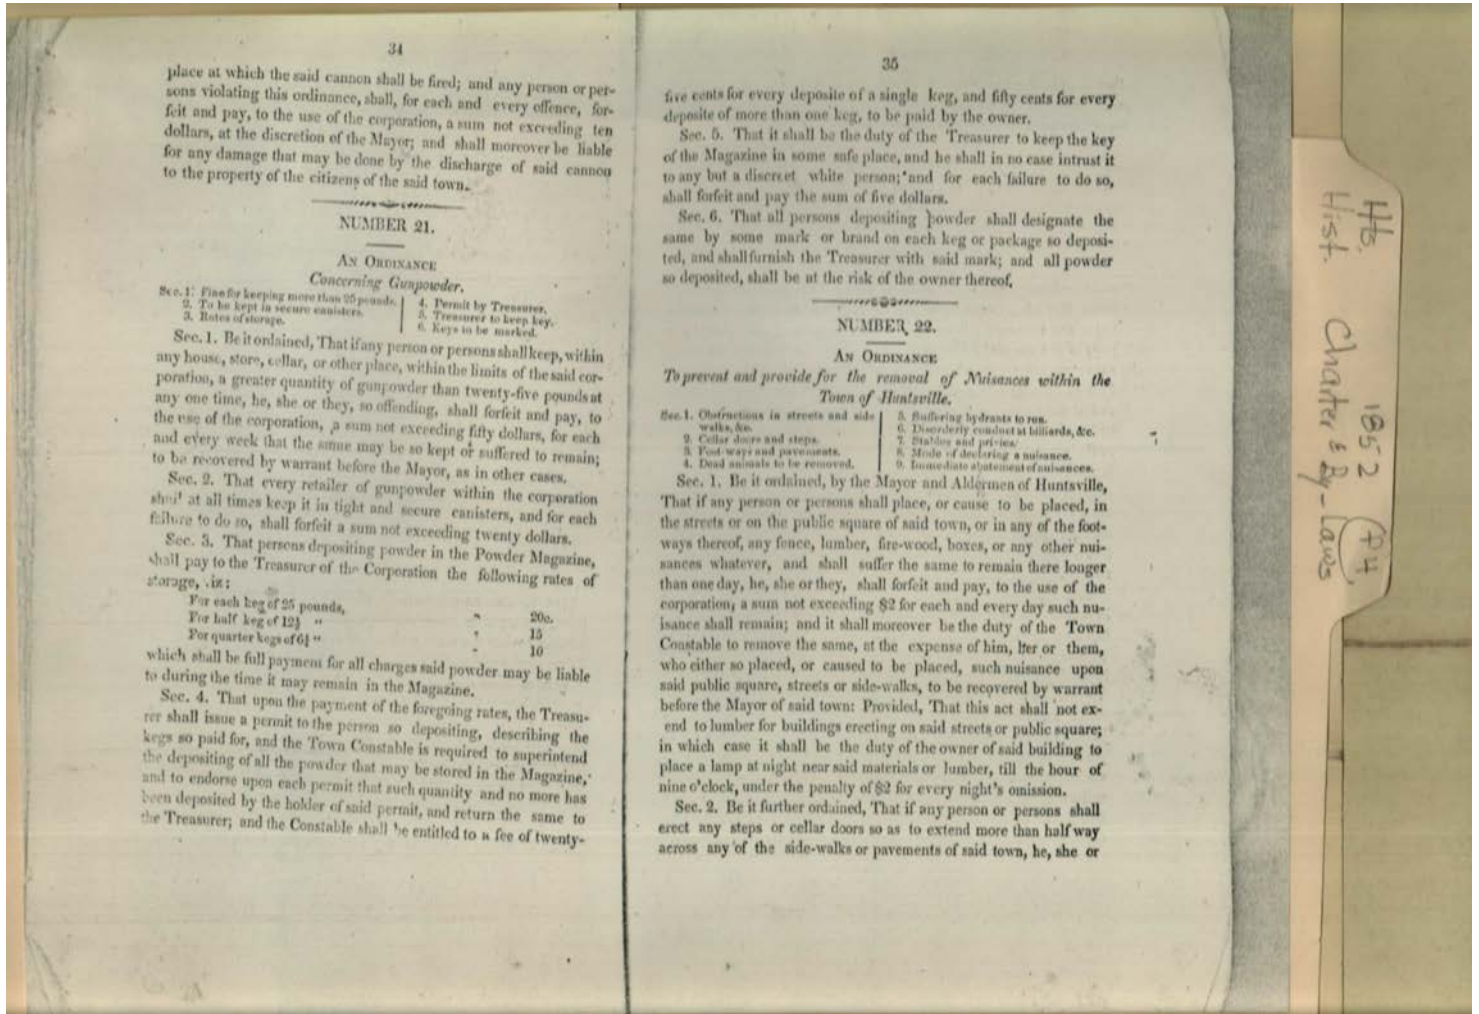 34
place at which the said cannon shall be fired; and any person or per-
sons violating this ordinance, shall, for each and every offence, for-
feit and pay, to the use of the corporation, a sum not exceeding ten
dollars, at the discretion of the Mayor; and shall moreover be liable
for any damage that may be done by the discharge of said cannon
to the property of the citizens of the said town.
NUMBER 21.
AN ORDINANCE
Concerning Gunpowder.
Sec. 1. Fine for keeping more than 25 pounds.
2. To be kept in secure canisters.
3. Rates of storage.
4. Permit by Treasurer.
5. Treasurer to keep key.
6. Keys to be marked.
Sec. 1. Be it ordained, That if any person or persons shall keep, within
any house, store, cellar, or other place, within the limits of the said cor-
poration, a greater quantity of gunpowder than twenty-five pounds at
any one time, he, she or they, so offending, shall forfeit and pay, to
the use of the corporation, a sum not exceeding fifty dollars, for each
and every week that the same may be so kept or suffered to remain;
to be recovered by warrant before the Mayor, as in other cases.
Sec. 2. That every retailer of gunpowder within the corporation
shall at all times keep it in tight and secure canisters, and for each
failure to do so, shall forfeit a sum not exceeding twenty dollars.
Sec. 3. That persons depositing powder in the Powder Magazine,
shall pay to the Treasurer of the Corporation the following rates of
storage, viz:
For each keg of 25 pounds, " 20c.
For half keg of 12½ " " 15
For quarter kegs of 6¼ " " 10
which shall be full payment for all charges said powder may be liable
to during the time it may remain in the Magazine.
Sec. 4. That upon the payment of the foregoing rates, the Treasu-
rer shall issue a permit to the person so depositing, describing the
kegs so paid for, and the Town Constable is required to superintend
the depositing of all the powder that may be stored in the Magazine,
and to endorse upon each permit that such quantity and no more has
been deposited by the holder of said permit, and return the same to
the Treasurer; and the Constable shall be entitled to a fee of twenty-
35
five cents for every deposite of a single keg, and fifty cents for every
deposite of more than one keg, to be paid by the owner.
Sec. 5. That it shall be the duty of the Treasurer to keep the key
of the Magazine in some safe place, and he shall in no case intrust it
to any but a discreet white person; and for each failure to do so,
shall forfeit and pay the sum of five dollars.
Sec. 6. That all persons depositing powder shall designate the
same by some mark or brand on each keg or package so deposi-
ted, and shall furnish the Treasurer with said mark; and all powder
so deposited, shall be at the risk of the owner thereof.
NUMBER 22.
AN ORDINANCE
To prevent and provide for the removal of Nuisances within the
Town of Huntsville.
Sec. 1. Obstructions in streets and side
walks, &c.
2. Cellar doors and steps.
3. Foot-ways and pavements.
4. Dead animals to be removed.
5. Suffering hydrants to run.
6. Disorderly conduct at billiards, &c.
7. Stables and privies.
8. Mode of declaring a nuisance.
9. Immediate abatement of nuisances.
Sec. 1. Be it ordained, by the Mayor and Aldermen of Huntsville,
That if any person or persons shall place, or cause to be placed, in
the streets or on the public square of said town, or in any of the foot-
ways thereof, any fence, lumber, fire-wood, boxes, or any other nui-
sances whatever, and shall suffer the same to remain there longer
than one day, he, she or they, shall forfeit and pay, to the use of the
corporation, a sum not exceeding $2 for each and every day such nu-
isance shall remain; and it shall moreover be the duty of the Town
Constable to remove the same, at the expense of him, her or them,
who either so placed, or caused to be placed, such nuisance upon
said public square, streets or side-walks, to be recovered by warrant
before the Mayor of said town: Provided, That this act shall not ex-
end to lumber for buildings erecting on said streets or public square;
in which case it shall be the duty of the owner of said building to
place a lamp at night near said materials or lumber, till the hour of
nine o'clock, under the penalty of $2 for every night's omission.
Sec. 2. Be it further ordained, That if any person or persons shall
erect any steps or cellar doors so as to extend more than half way
across any of the side-walks or pavements of said town, he, she or
Hist. Charter & By-Laws
1852